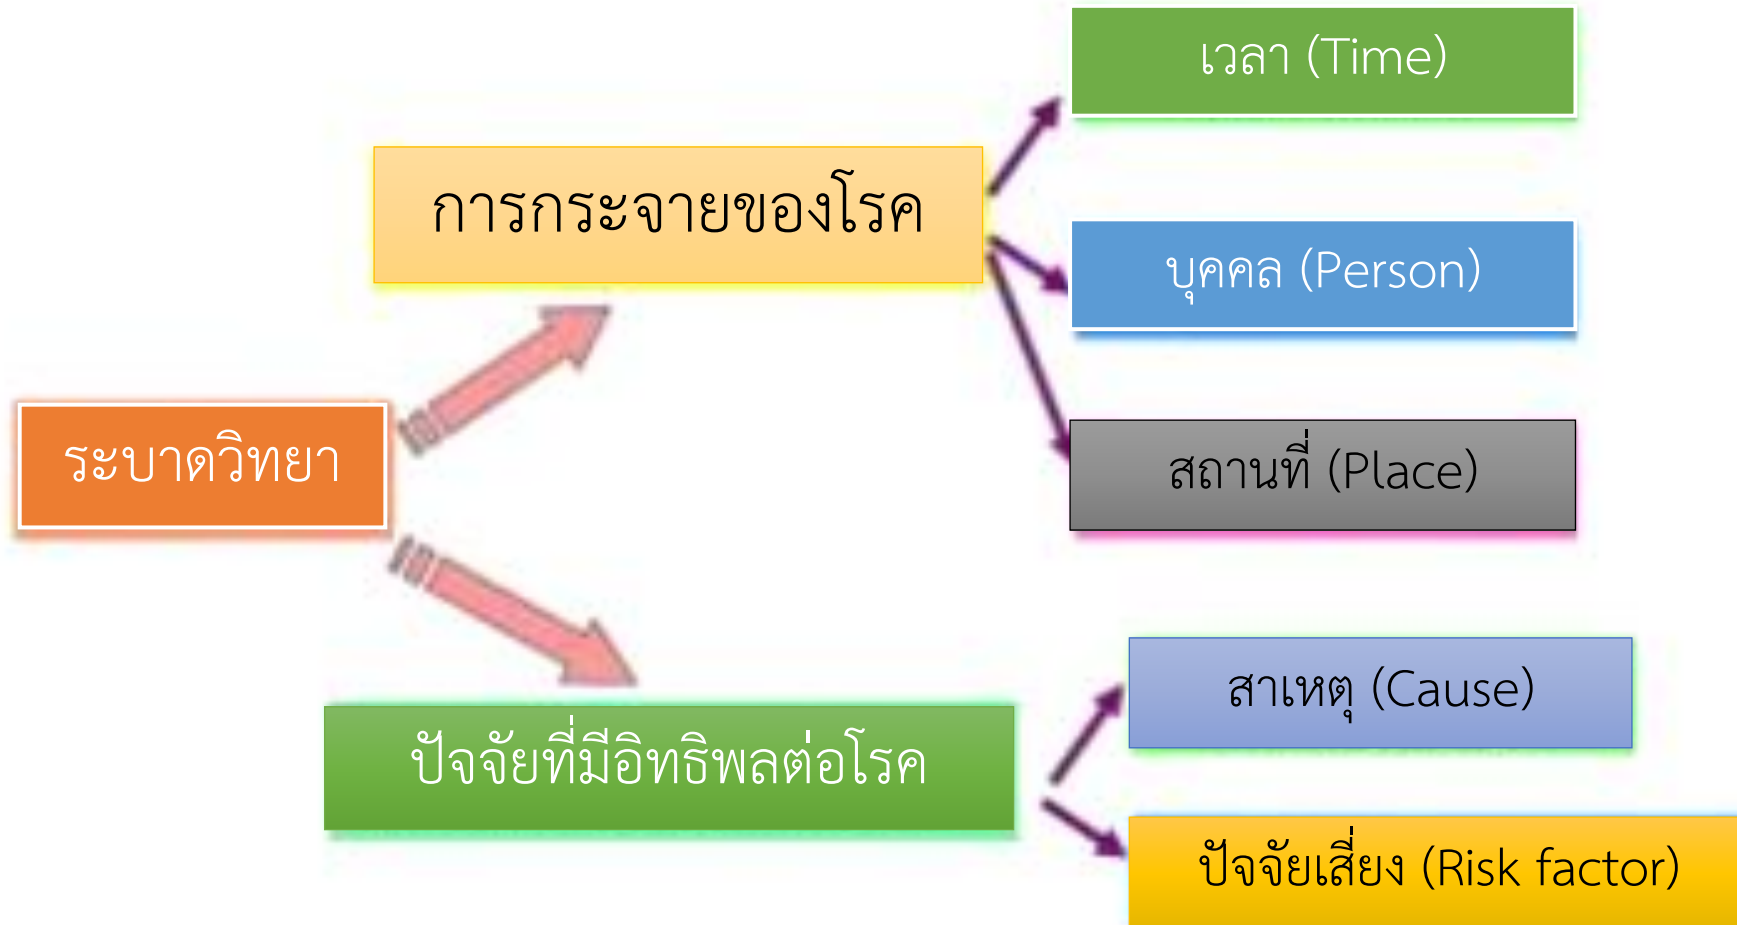 ระบาดวิทยา
การกระจายของโรค
เวลา (Time)
บุคคล (Person)
สถานที่ (Place)
ปัจจัยที่มีอิทธิพลต่อโรค
สาเหตุ (Cause)
ปัจจัยเสี่ยง (Risk factor)